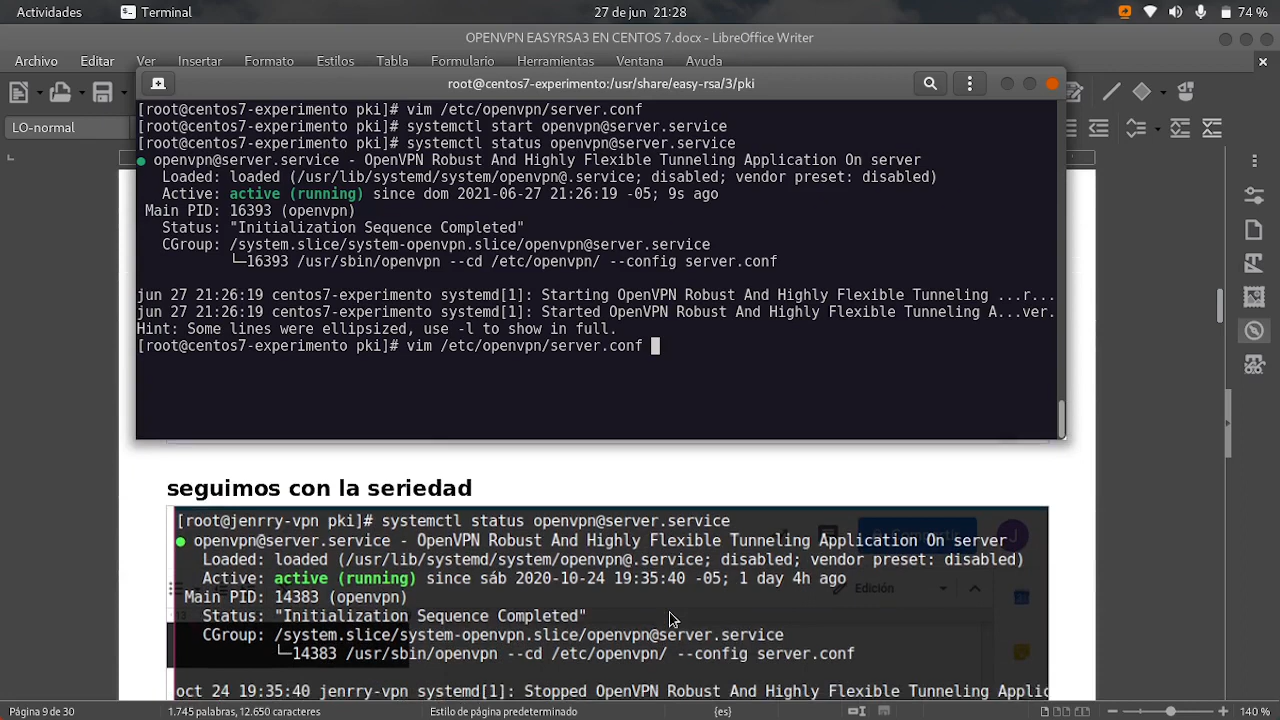 Actividades
Terminal
27 de jun 21:28
74 %
OPENVPN EASYRSA3 EN CENTOS 7.docx - LibreOffice Writer
Archivo Editar Ver Insertar Formato Estilos Tabla Formulario Herramientas Ventana Ayuda
root@centos7-experimento:/usr/share/easy-rsa/3/pki
LO-normal
[root@centos7-experimento pki]# vim /etc/openvpn/server.conf
[root@centos7-experimento pki]# systemctl start openvpn@server.service
[root@centos7-experimento pki]# systemctl status openvpn@server.service
● openvpn@server.service - OpenVPN Robust And Highly Flexible Tunneling Application On server
Loaded: loaded (/usr/lib/systemd/system/openvpn@.service; disabled; vendor preset: disabled)
Active: active (running) since dom 2021-06-27 21:26:19 -05; 9s ago
Main PID: 16393 (openvpn)
Status: "Initialization Sequence Completed"
CGroup: /system.slice/system-openvpn.slice/openvpn@server.service
└─16393 /usr/sbin/openvpn --cd /etc/openvpn/ --config server.conf
jun 27 21:26:19 centos7-experimento systemd[1]: Starting OpenVPN Robust And Highly Flexible Tunneling ...r...
jun 27 21:26:19 centos7-experimento systemd[1]: Started OpenVPN Robust And Highly Flexible Tunneling A...ver.
Hint: Some lines were ellipsized, use -l to show in full.
[root@centos7-experimento pki]# vim /etc/openvpn/server.conf
seguimos con la seriedad
[root@jenrry-vpn pki]# systemctl status openvpn@server.service
● openvpn@server.service - OpenVPN Robust And Highly Flexible Tunneling Application On server
Loaded: loaded (/usr/lib/systemd/system/openvpn@.service; disabled; vendor preset: disabled)
Active: active (running) since sáb 2020-10-24 19:35:40 -05; 1 day 4h ago
Edición
Main PID: 14383 (openvpn)
Status: "Initialization Sequence Completed"
CGroup: /system.slice/system-openvpn.slice/openvpn@server.service
└─14383 /usr/sbin/openvpn --cd /etc/openvpn/ --config server.conf
oct 24 19:35:40 jenrry-vpn systemd[1]: Stopped OpenVPN Robust And Highly Flexible Tunneling Applic
Página 9 de 30
1.745 palabras, 12.650 caracteres
Estilo de página predeterminado
{es}
140 %